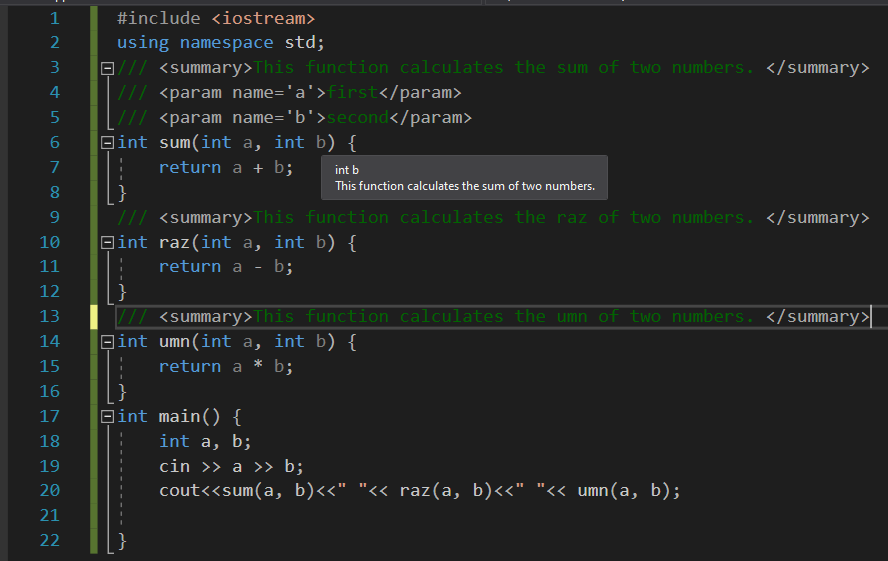 1 #include <iostream>
2 using namespace std;
3 /// <summary>This function calculates the sum of two numbers. </summary>
4 /// <param name='a'>first</param>
5 /// <param name='b'>second</param>
6 int sum(int a, int b) {
7 return a + b;
int b
This function calculates the sum of two numbers.
8 }
9 /// <summary>This function calculates the raz of two numbers. </summary>
10 int raz(int a, int b) {
11 return a - b;
12 }
13 /// <summary>This function calculates the umn of two numbers. </summary>
14 int umn(int a, int b) {
15 return a * b;
16 }
17 int main() {
18 int a, b;
19 cin >> a >> b;
20 cout<<sum(a, b)<<" "<< raz(a, b)<<" "<< umn(a, b);
21
22 }